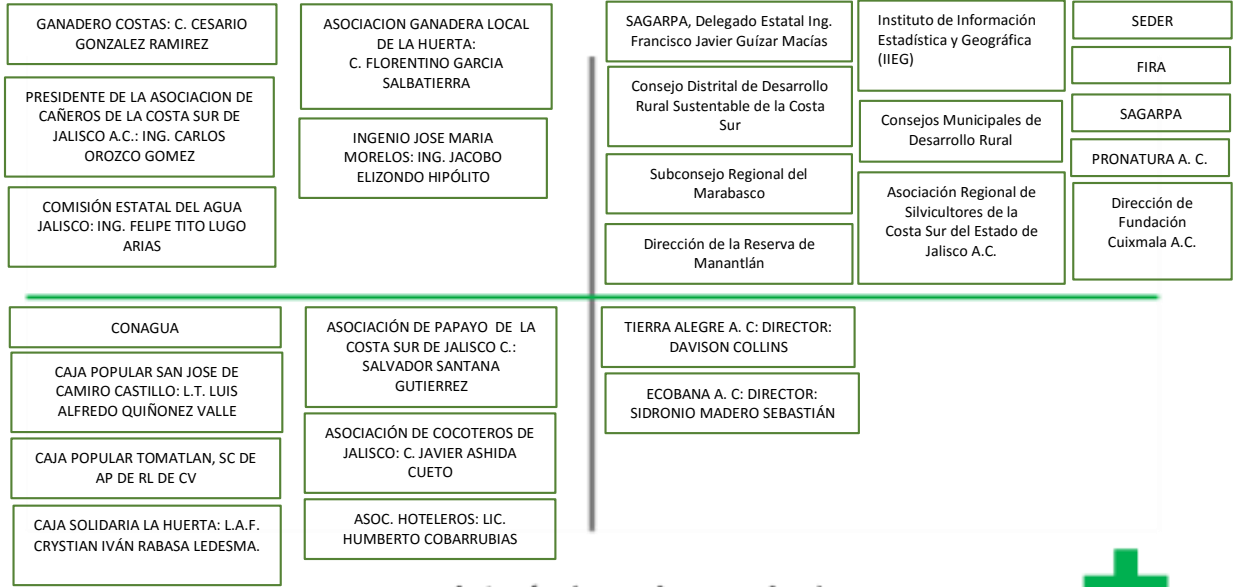 GANADERO COSTAS: C. CESARIO
GONZALEZ RAMIREZ
PRESIDENTE DE LA ASOCIACION DE
CAÑEROS DE LA COSTA SUR DE
JALISCO A.C.: ING. CARLOS
OROZCO GOMEZ
COMISIÓN ESTATAL DEL AGUA
JALISCO: ING. FELIPE TITO LUGO
ARIAS
ASOCIACION GANADERA LOCAL
DE LA HUERTA:
C. FLORENTINO GARCIA
SALBATIERRA
INGENIO JOSE MARIA
MORELOS: ING. JACOBO
ELIZONDO HIPÓLITO
SAGARPA, Delegado Estatal Ing.
Francisco Javier Guízar Macías
Consejo Distrital de Desarrollo
Rural Sustentable de la Costa
Sur
Subconsejo Regional del
Marabasco
Dirección de la Reserva de
Manantlán
Instituto de Información
Estadística y Geográfica
(IIEG)
Consejos Municipales de
Desarrollo Rural
Asociación Regional de
Silvicultores de la
Costa Sur del Estado de
Jalisco A.C.
SEDER
FIRA
SAGARPA
PRONATURA A. C.
Dirección de
Fundación
Cuixmala A.C.
CONAGUA
CAJA POPULAR SAN JOSE DE
CAMIRO CASTILLO: L.T. LUIS
ALFREDO QUIÑONEZ VALLE
CAJA POPULAR TOMATLAN, SC DE
AP DE RL DE CV
CAJA SOLIDARIA LA HUERTA: L.A.F.
CRYSTIAN IVÁN RABASA LEDESMA.
ASOCIACIÓN DE PAPAYO DE LA
COSTA SUR DE JALISCO C.:
SALVADOR SANTANA
GUTIERREZ
ASOCIACIÓN DE COCOTEROS DE
JALISCO: C. JAVIER ASHIDA
CUETO
ASOC. HOTELEROS: LIC.
HUMBERTO COBARRUBIAS
TIERRA ALEGRE A. C: DIRECTOR:
DAVISON COLLINS
ECOBANA A. C: DIRECTOR:
SIDRONIO MADERO SEBASTIÁN